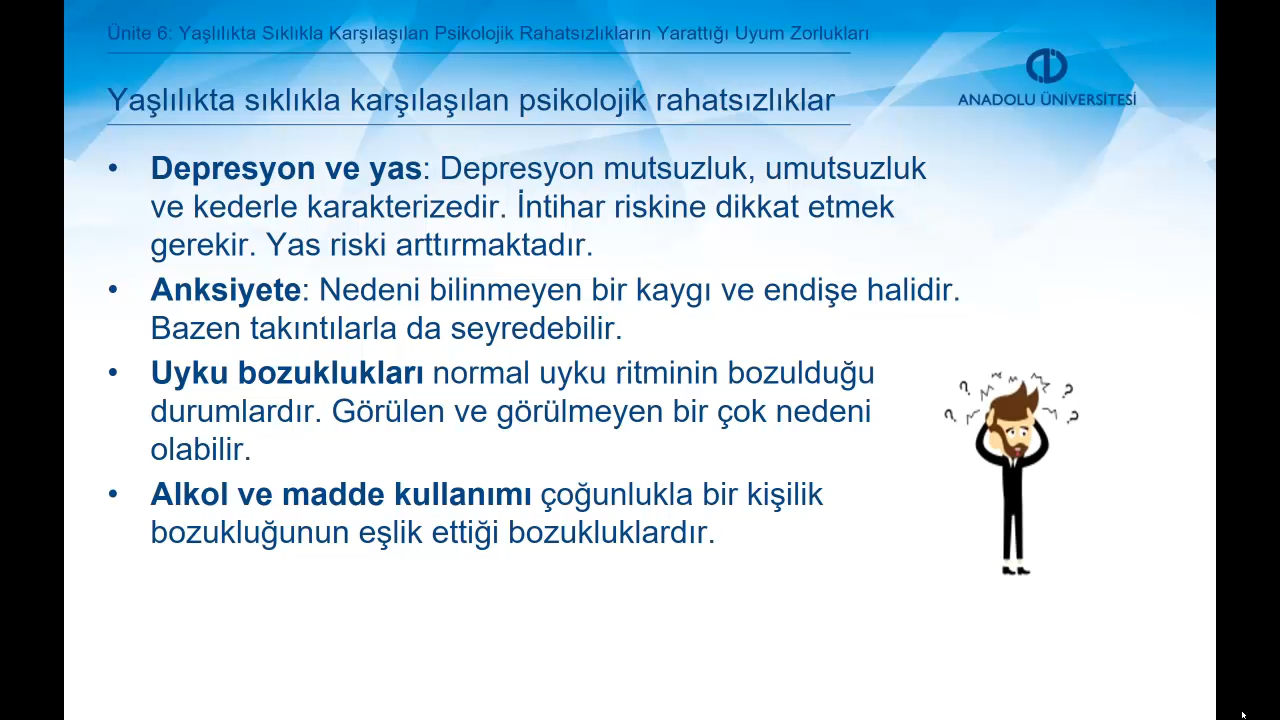 Ünite 6: Yaşlılıkta Sıklıkla Karşılaşılan Psikolojik Rahatsızlıkların Yarattığı Uyum Zorlukları
Yaşlılıkta sıklıkla karşılaşılan psikolojik rahatsızlıklar
ANADOLU ÜNİVERSİTESİ
• Depresyon ve yas: Depresyon mutsuzluk, umutsuzluk
ve kederle karakterizedir. İntihar riskine dikkat etmek
gerekir. Yas riski arttırmaktadır.
• Anksiyete: Nedeni bilinmeyen bir kaygı ve endişe halidir.
Bazen takıntılarla da seyredebilir.
• Uyku bozuklukları normal uyku ritminin bozulduğu
durumlardır. Görülen ve görülmeyen bir çok nedeni
olabilir.
• Alkol ve madde kullanımı çoğunlukla bir kişilik
bozukluğunun eşlik ettiği bozukluklardır.